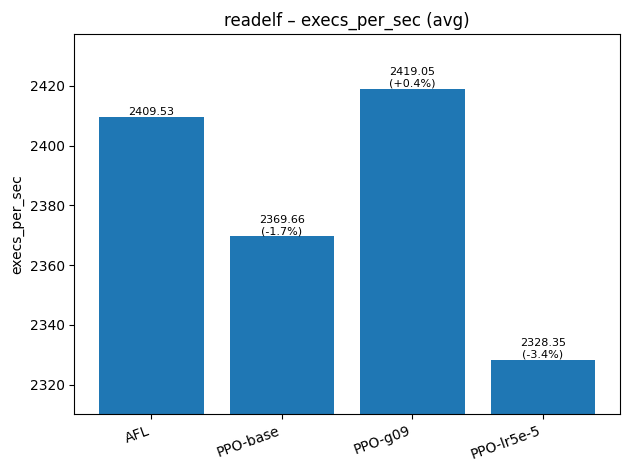 readelf – execs_per_sec (avg)
execs_per_sec
2420
2400
2380
2360
2340
2320
2409.53
2369.66
(-1.7%)
2419.05
(+0.4%)
2328.35
(-3.4%)
AFL
PPO-base
PPO-g09
PPO-lr5e-5